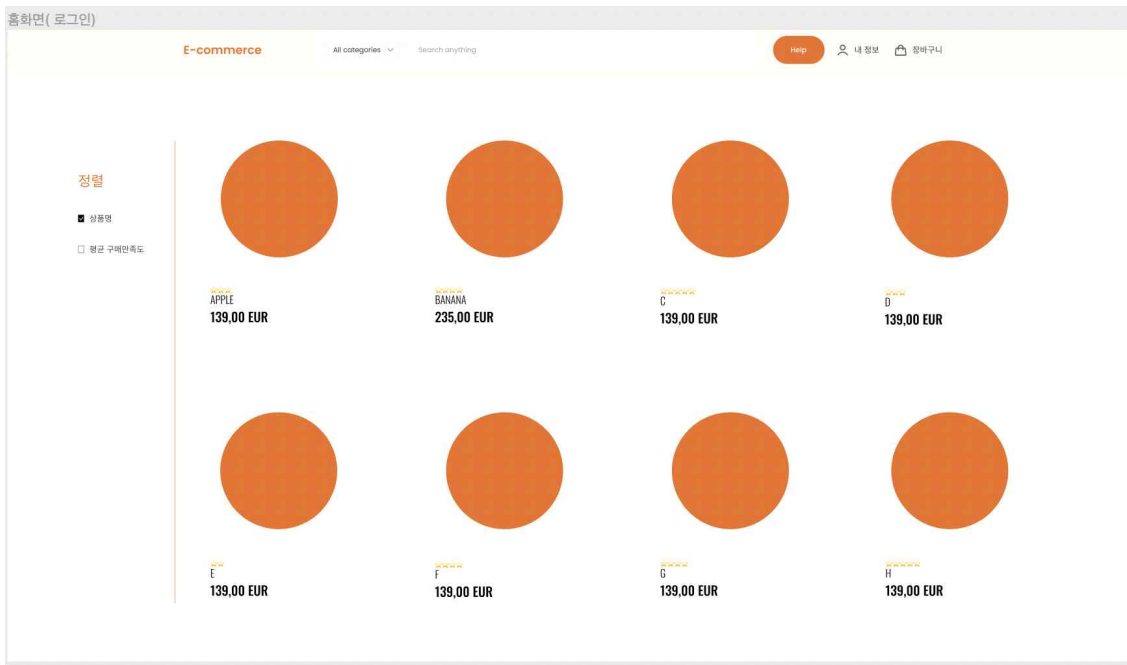 홈화면( 로그인)
E-commerce All categories Search anything Help 내 정보 장바구니
정렬
상품명
평균 구매만족도
APPLE
139,00 EUR
BANANA
235,00 EUR
C
139,00 EUR
D
139,00 EUR
E
139,00 EUR
F
139,00 EUR
G
139,00 EUR
H
139,00 EUR